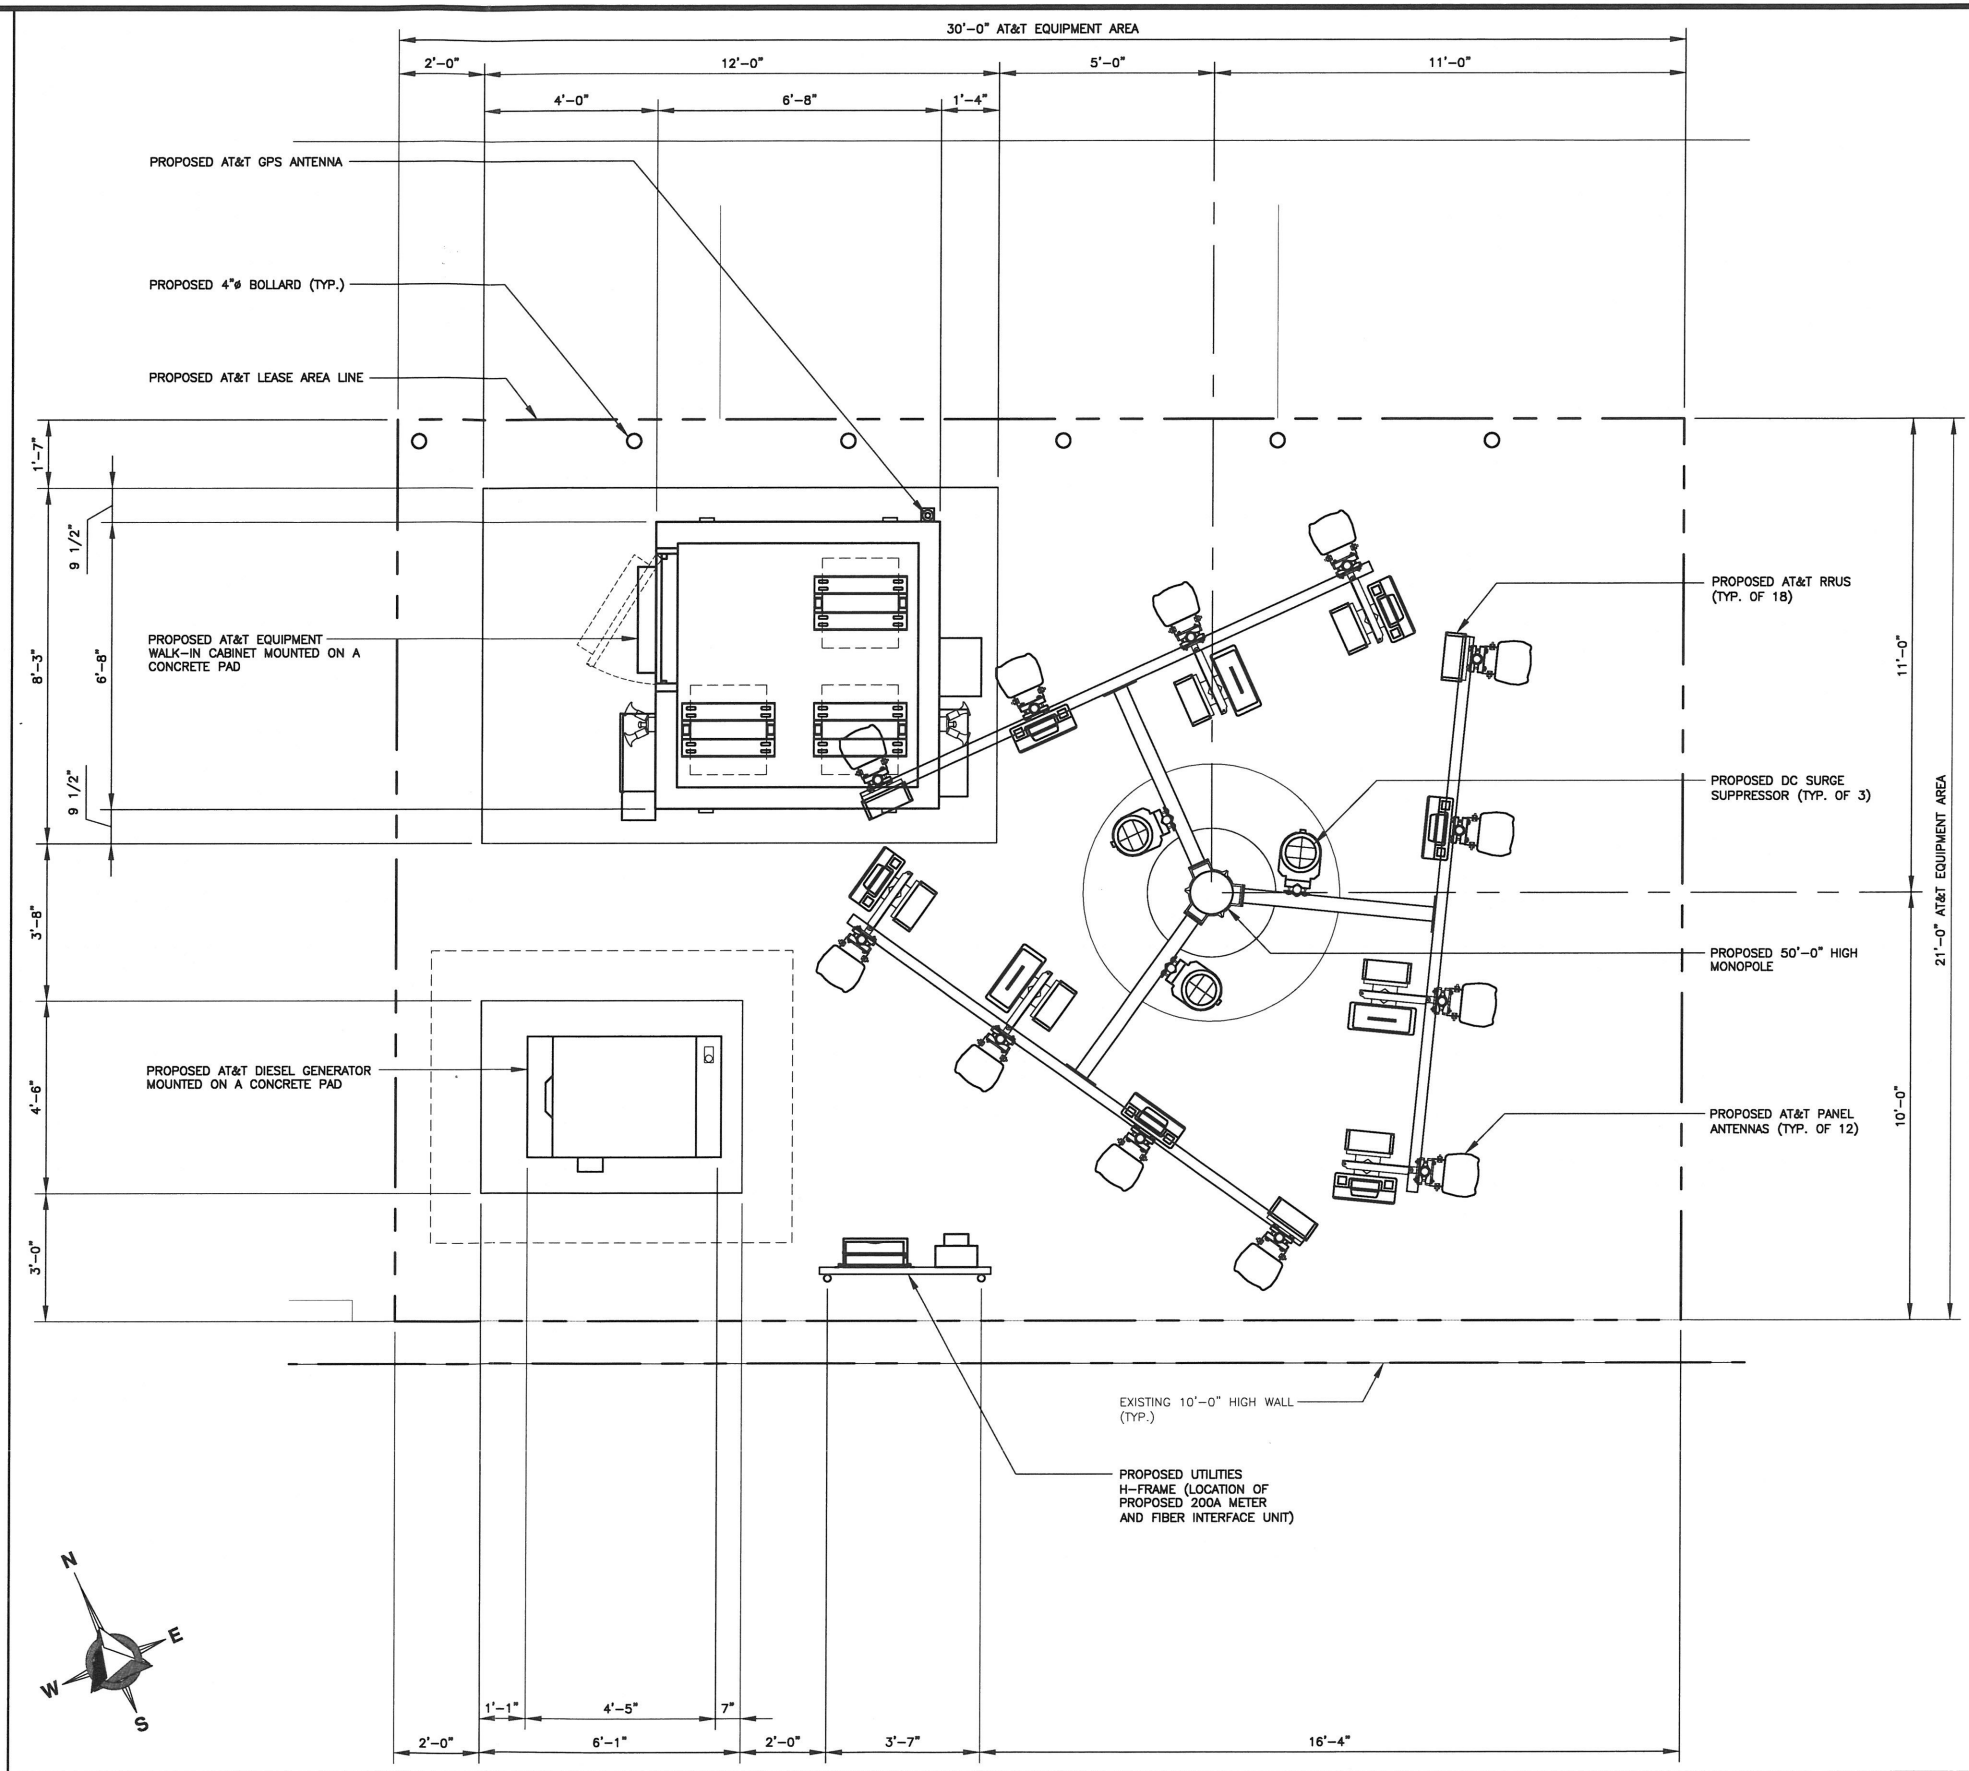 30'-0" AT&T EQUIPMENT AREA
2'-0"
12'-0"
5'-0"
11'-0"
4'-0"
6'-8"
1'-4"
PROPOSED AT&T GPS ANTENNA
PROPOSED 4"ø BOLLARD (TYP.)
PROPOSED AT&T LEASE AREA LINE
1'-7"
9 1/2"
8'-3"
6'-8"
9 1/2"
PROPOSED AT&T EQUIPMENT
WALK-IN CABINET MOUNTED ON A
CONCRETE PAD
PROPOSED AT&T RRUS
(TYP. OF 18)
11'-0"
PROPOSED DC SURGE
SUPPRESSOR (TYP. OF 3)
21'-0" AT&T EQUIPMENT AREA
3'-8"
PROPOSED 50'-0" HIGH
MONOPOLE
PROPOSED AT&T DIESEL GENERATOR
MOUNTED ON A CONCRETE PAD
4'-6"
10'-0"
PROPOSED AT&T PANEL
ANTENNAS (TYP. OF 12)
3'-0"
EXISTING 10'-0" HIGH WALL
(TYP.)
PROPOSED UTILITIES
H-FRAME (LOCATION OF
PROPOSED 200A METER
AND FIBER INTERFACE UNIT)
N
E
W
S
1'-1"
4'-5"
7"
2'-0"
6'-1"
2'-0"
3'-7"
16'-4"